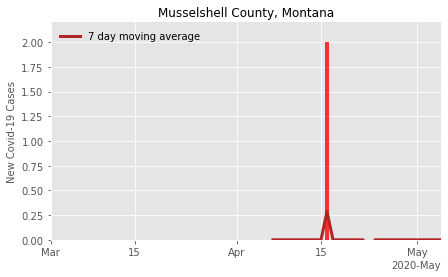 Musselshell County, Montana
7 day moving average
New Covid-19 Cases
2.00
1.75
1.50
1.25
1.00
0.75
0.50
0.25
0.00
Mar
15
Apr
15
May
2020-May